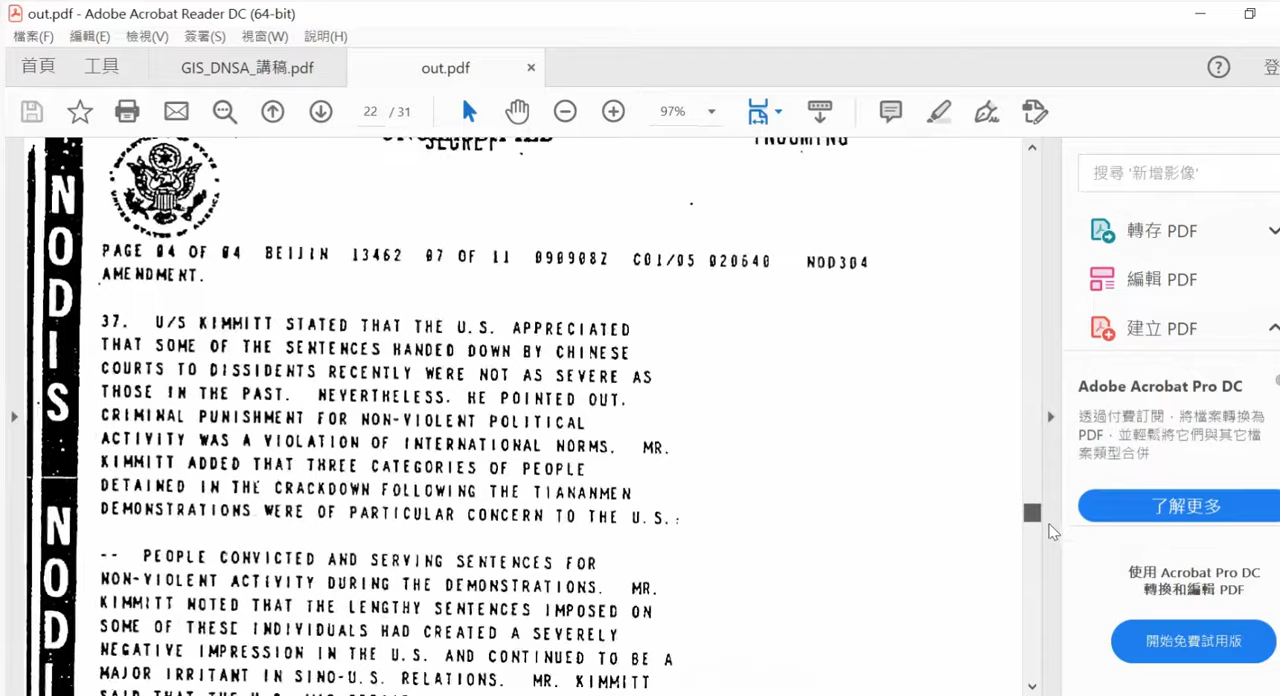 out.pdf - Adobe Acrobat Reader DC (64-bit)
檔案(F) 編輯(E) 檢視(V) 簽署(S) 視窗(W) 說明(H)
首頁 工具 GIS_DNSA_講稿.pdf out.pdf × ? 登
22 / 31 97%
SECRET INCOMING
NODIS
PAGE 04 OF 04 BEIJIN 13462 07 OF 11 090908Z C01/05 020640 NOD304
AMENDMENT.
37. U/S KIMMITT STATED THAT THE U.S. APPRECIATED
THAT SOME OF THE SENTENCES HANDED DOWN BY CHINESE
COURTS TO DISSIDENTS RECENTLY WERE NOT AS SEVERE AS
THOSE IN THE PAST. NEVERTHELESS, HE POINTED OUT,
CRIMINAL PUNISHMENT FOR NON-VIOLENT POLITICAL
ACTIVITY WAS A VIOLATION OF INTERNATIONAL NORMS. MR.
KIMMITT ADDED THAT THREE CATEGORIES OF PEOPLE
DETAINED IN THE CRACKDOWN FOLLOWING THE TIANANMEN
DEMONSTRATIONS WERE OF PARTICULAR CONCERN TO THE U.S.:
-- PEOPLE CONVICTED AND SERVING SENTENCES FOR
NON-VIOLENT ACTIVITY DURING THE DEMONSTRATIONS. MR.
KIMMITT NOTED THAT THE LENGTHY SENTENCES IMPOSED ON
SOME OF THESE INDIVIDUALS HAD CREATED A SEVERELY
NEGATIVE IMPRESSION IN THE U.S. AND CONTINUED TO BE A
MAJOR IRRITANT IN SINO-U.S. RELATIONS. MR. KIMMITT
SAID THAT THE U.S.
NOD
搜尋 '新增影像'
轉存 PDF
編輯 PDF
建立 PDF
Adobe Acrobat Pro DC
透過付費訂閱，將檔案轉換為
PDF，並輕鬆將它們與其它檔
案類型合併
了解更多
使用 Acrobat Pro DC
轉換和編輯 PDF
開始免費試用版